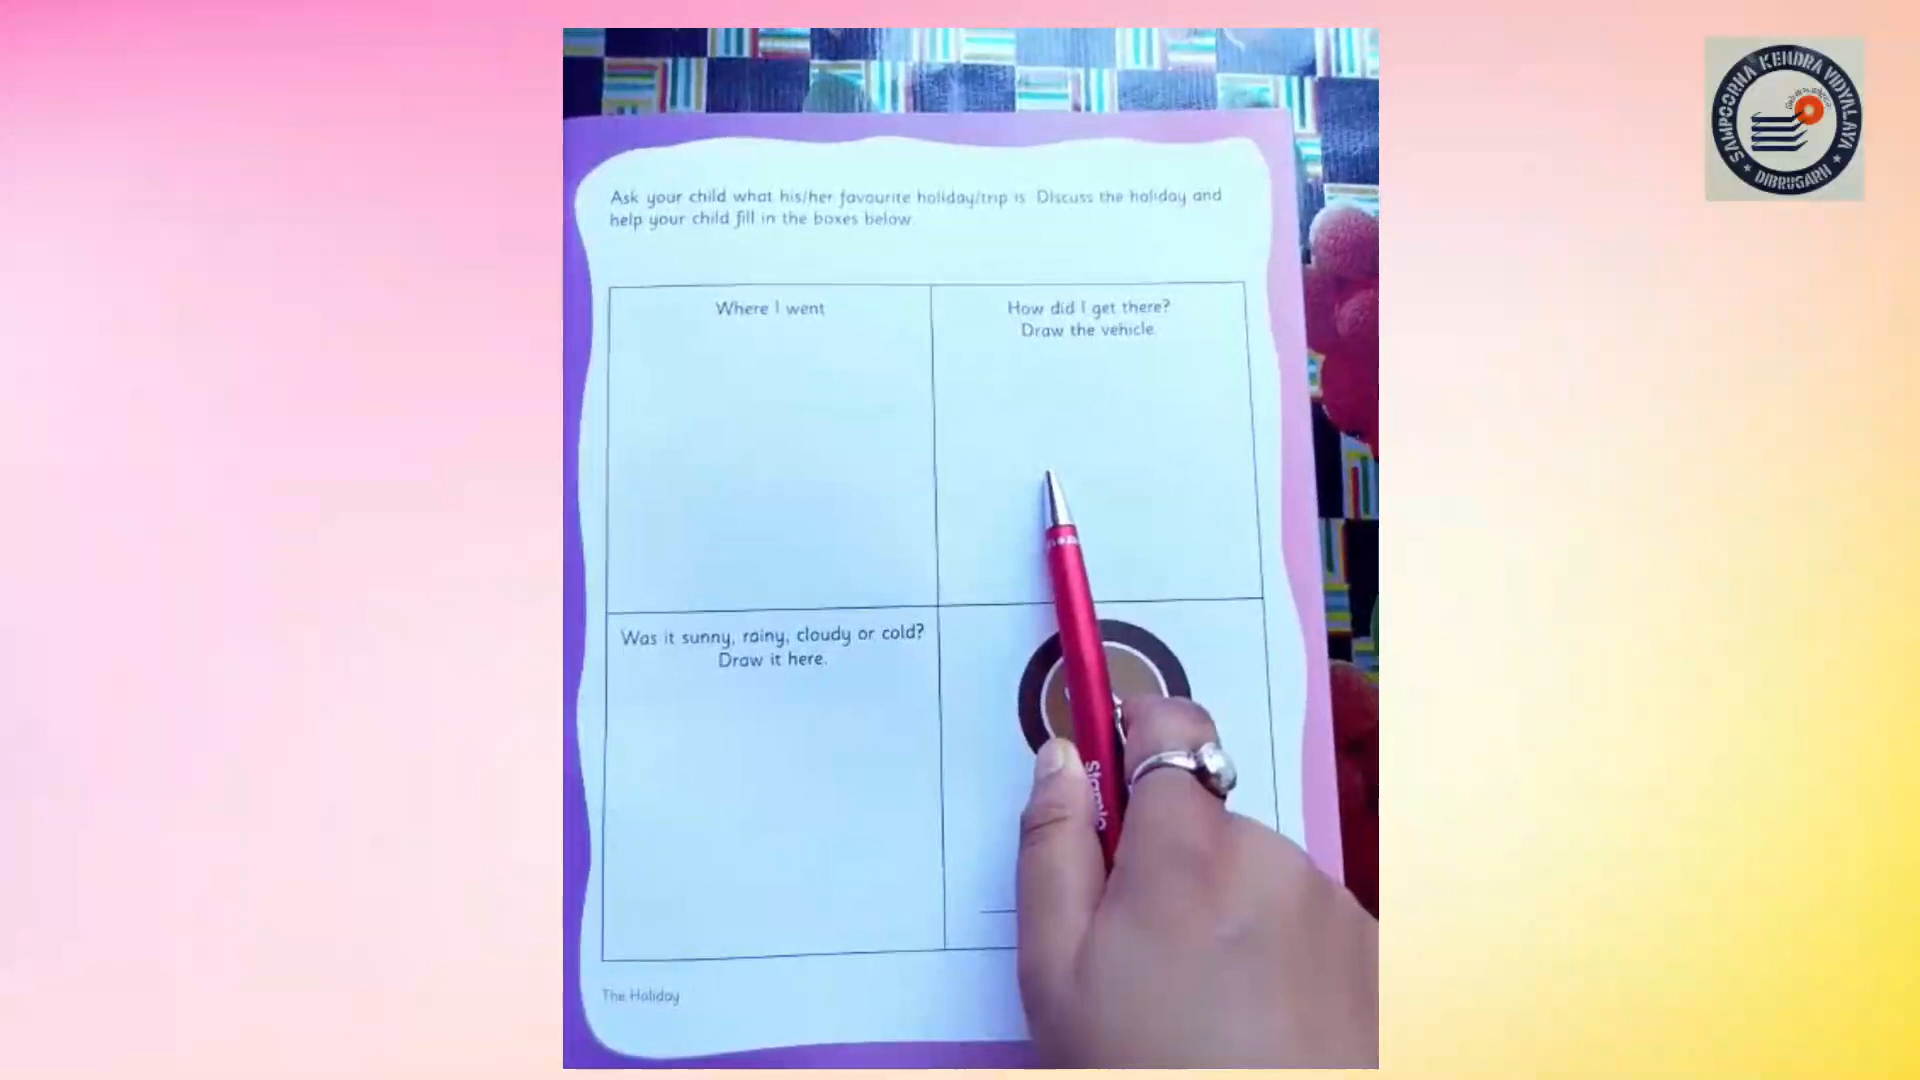 Ask your child what his/her favourite holiday/trip is. Discuss the holiday and
help your child fill in the boxes below.
Where I went
How did I get there?
Draw the vehicle.
Was it sunny, rainy, cloudy or cold?
Draw it here.
The Holiday
SAMPOORNA KENDRA VIDYALAYA
DIBRUGARH